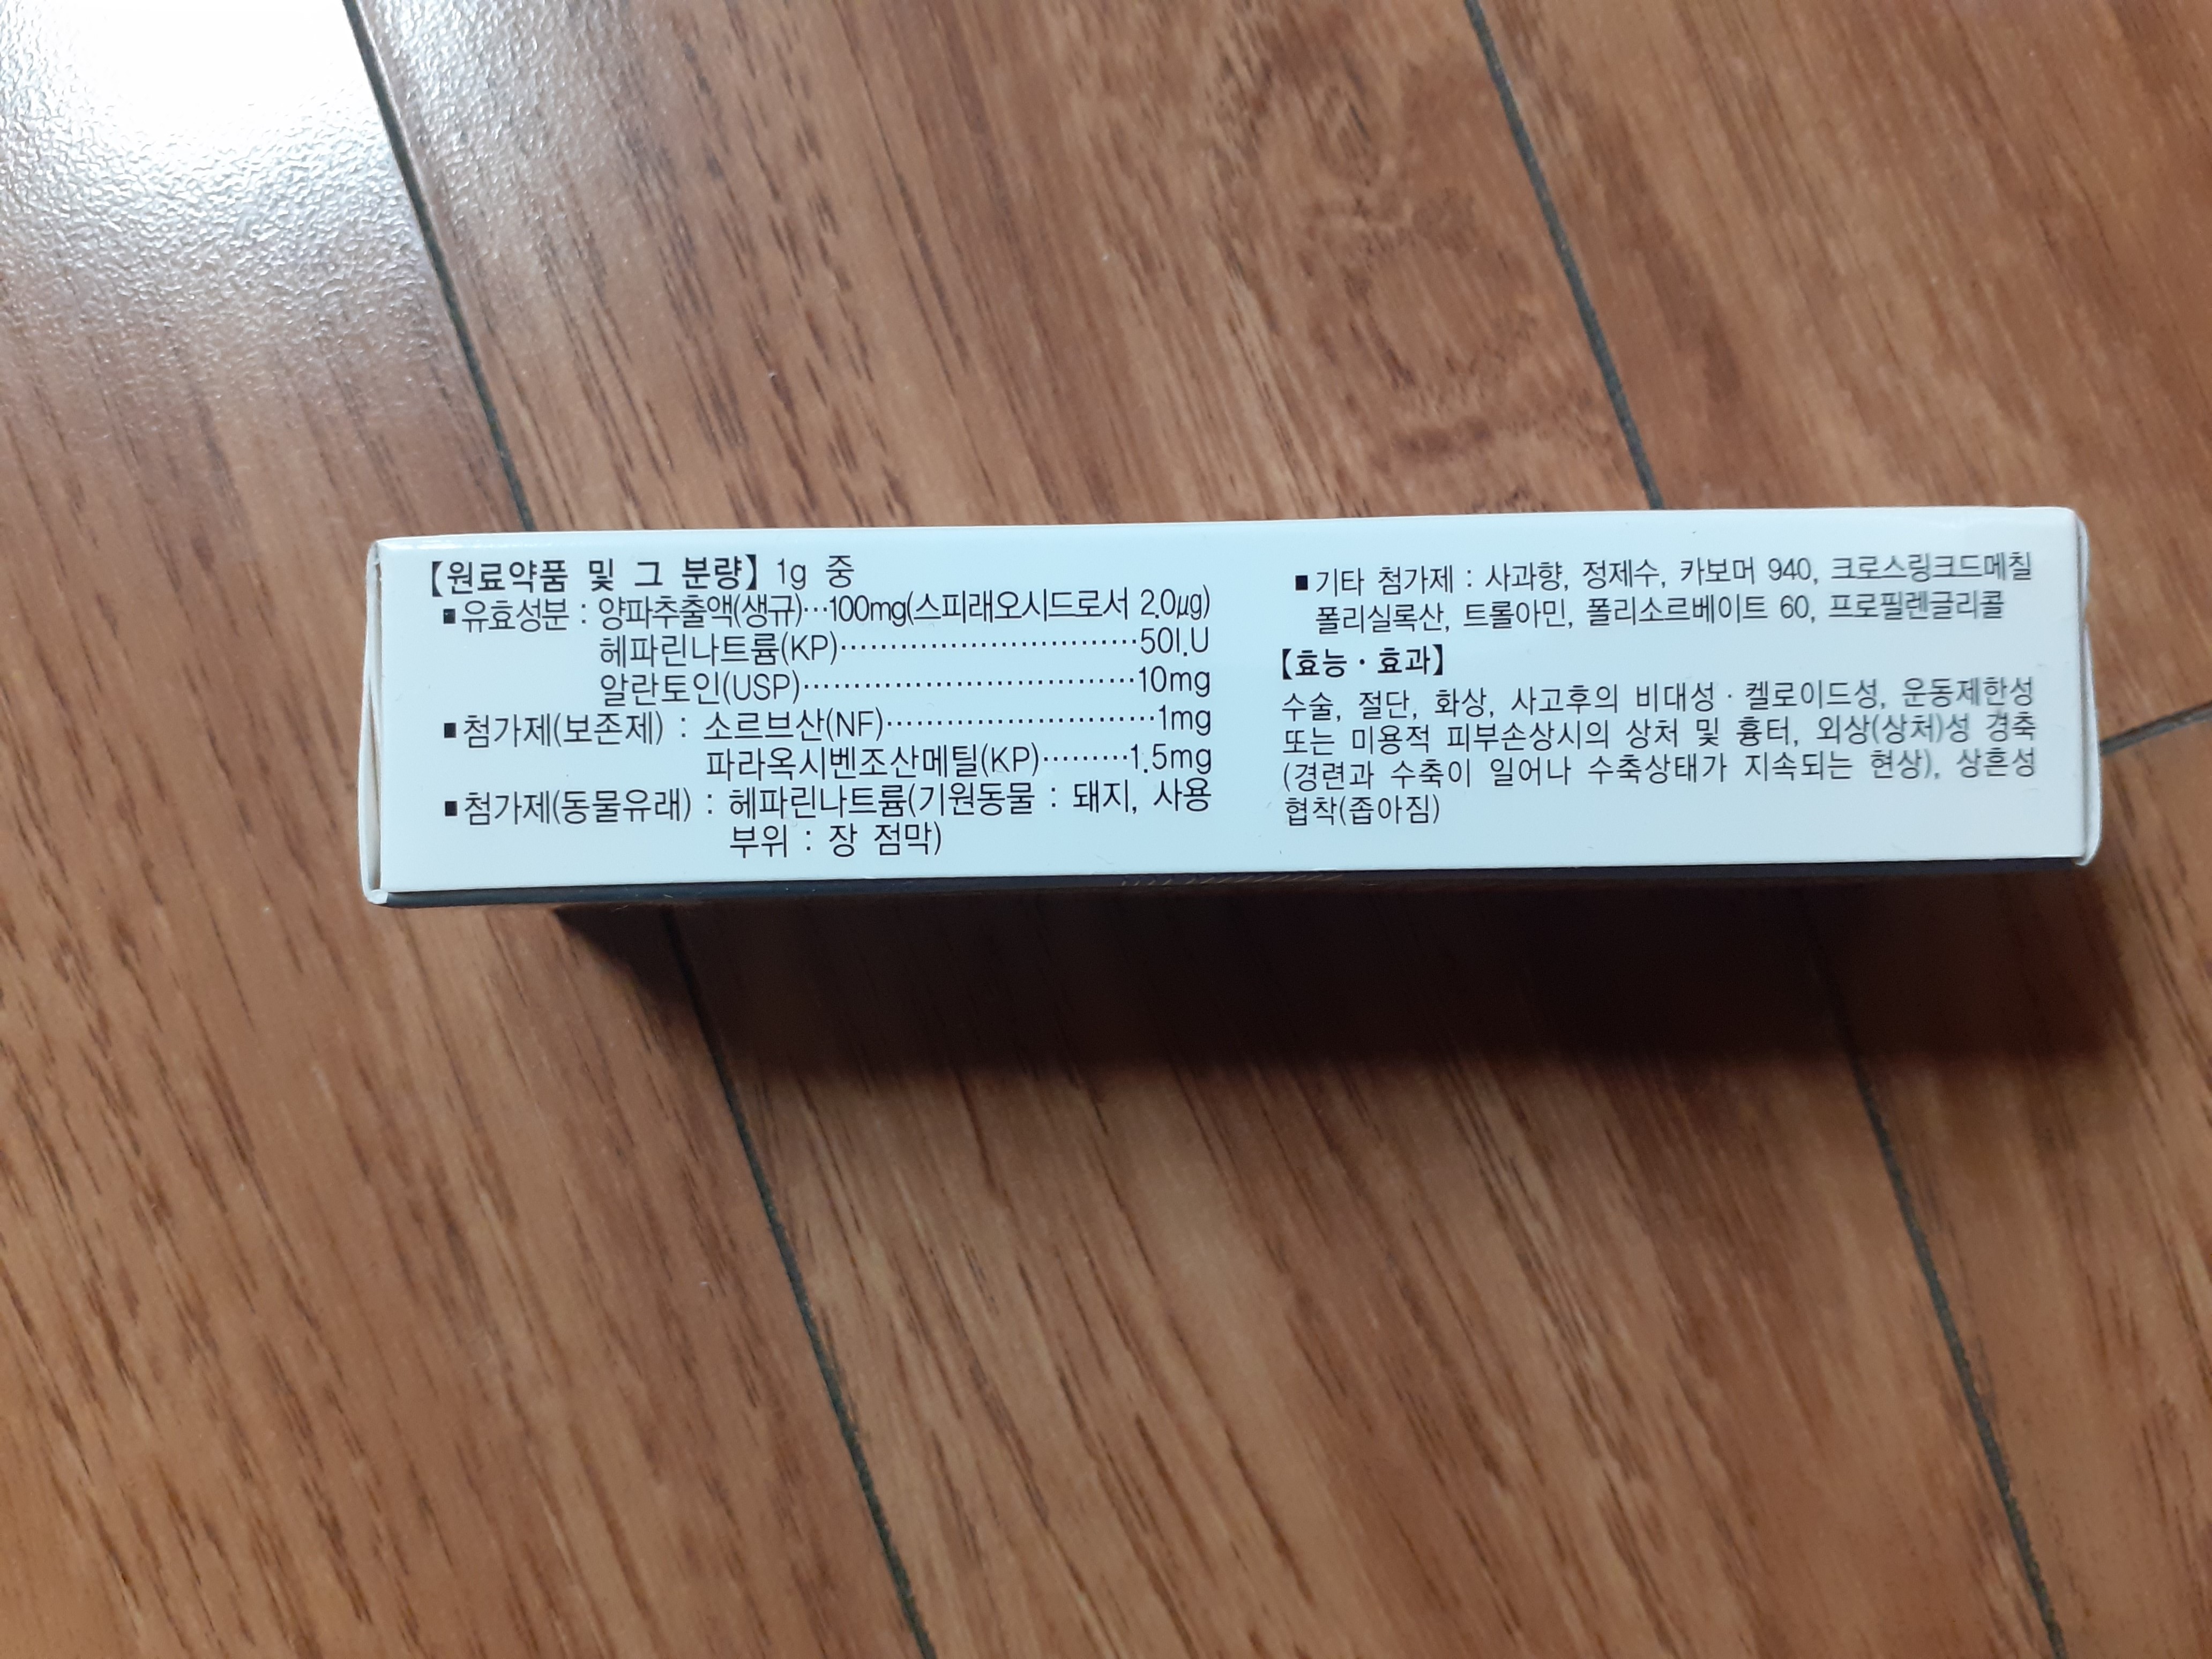 【원료약품 및 그 분량】 1g 중
■유효성분 : 양파추출액(생규)…100mg(스피래오시드로서 2.0μg)
헤파린나트륨(KP)……………………………50I.U
알란토인(USP)…………………………………10mg
■첨가제(보존제) : 소르브산(NF)…………………………1mg
파라옥시벤조산메틸(KP)………1.5mg
■첨가제(동물유래) : 헤파린나트륨(기원동물 : 돼지, 사용
부위 : 장 점막)
■기타 첨가제 : 사과향, 정제수, 카보머 940, 크로스링크드메칠
폴리실록산, 트롤아민, 폴리소르베이트 60, 프로필렌글리콜
【효능·효과】
수술, 절단, 화상, 사고후의 비대성·켈로이드성, 운동제한성
또는 미용적 피부손상시의 상처 및 흉터, 외상(상처)성 경축
(경련과 수축이 일어나 수축상태가 지속되는 현상), 상흔성
협착(좁아짐)